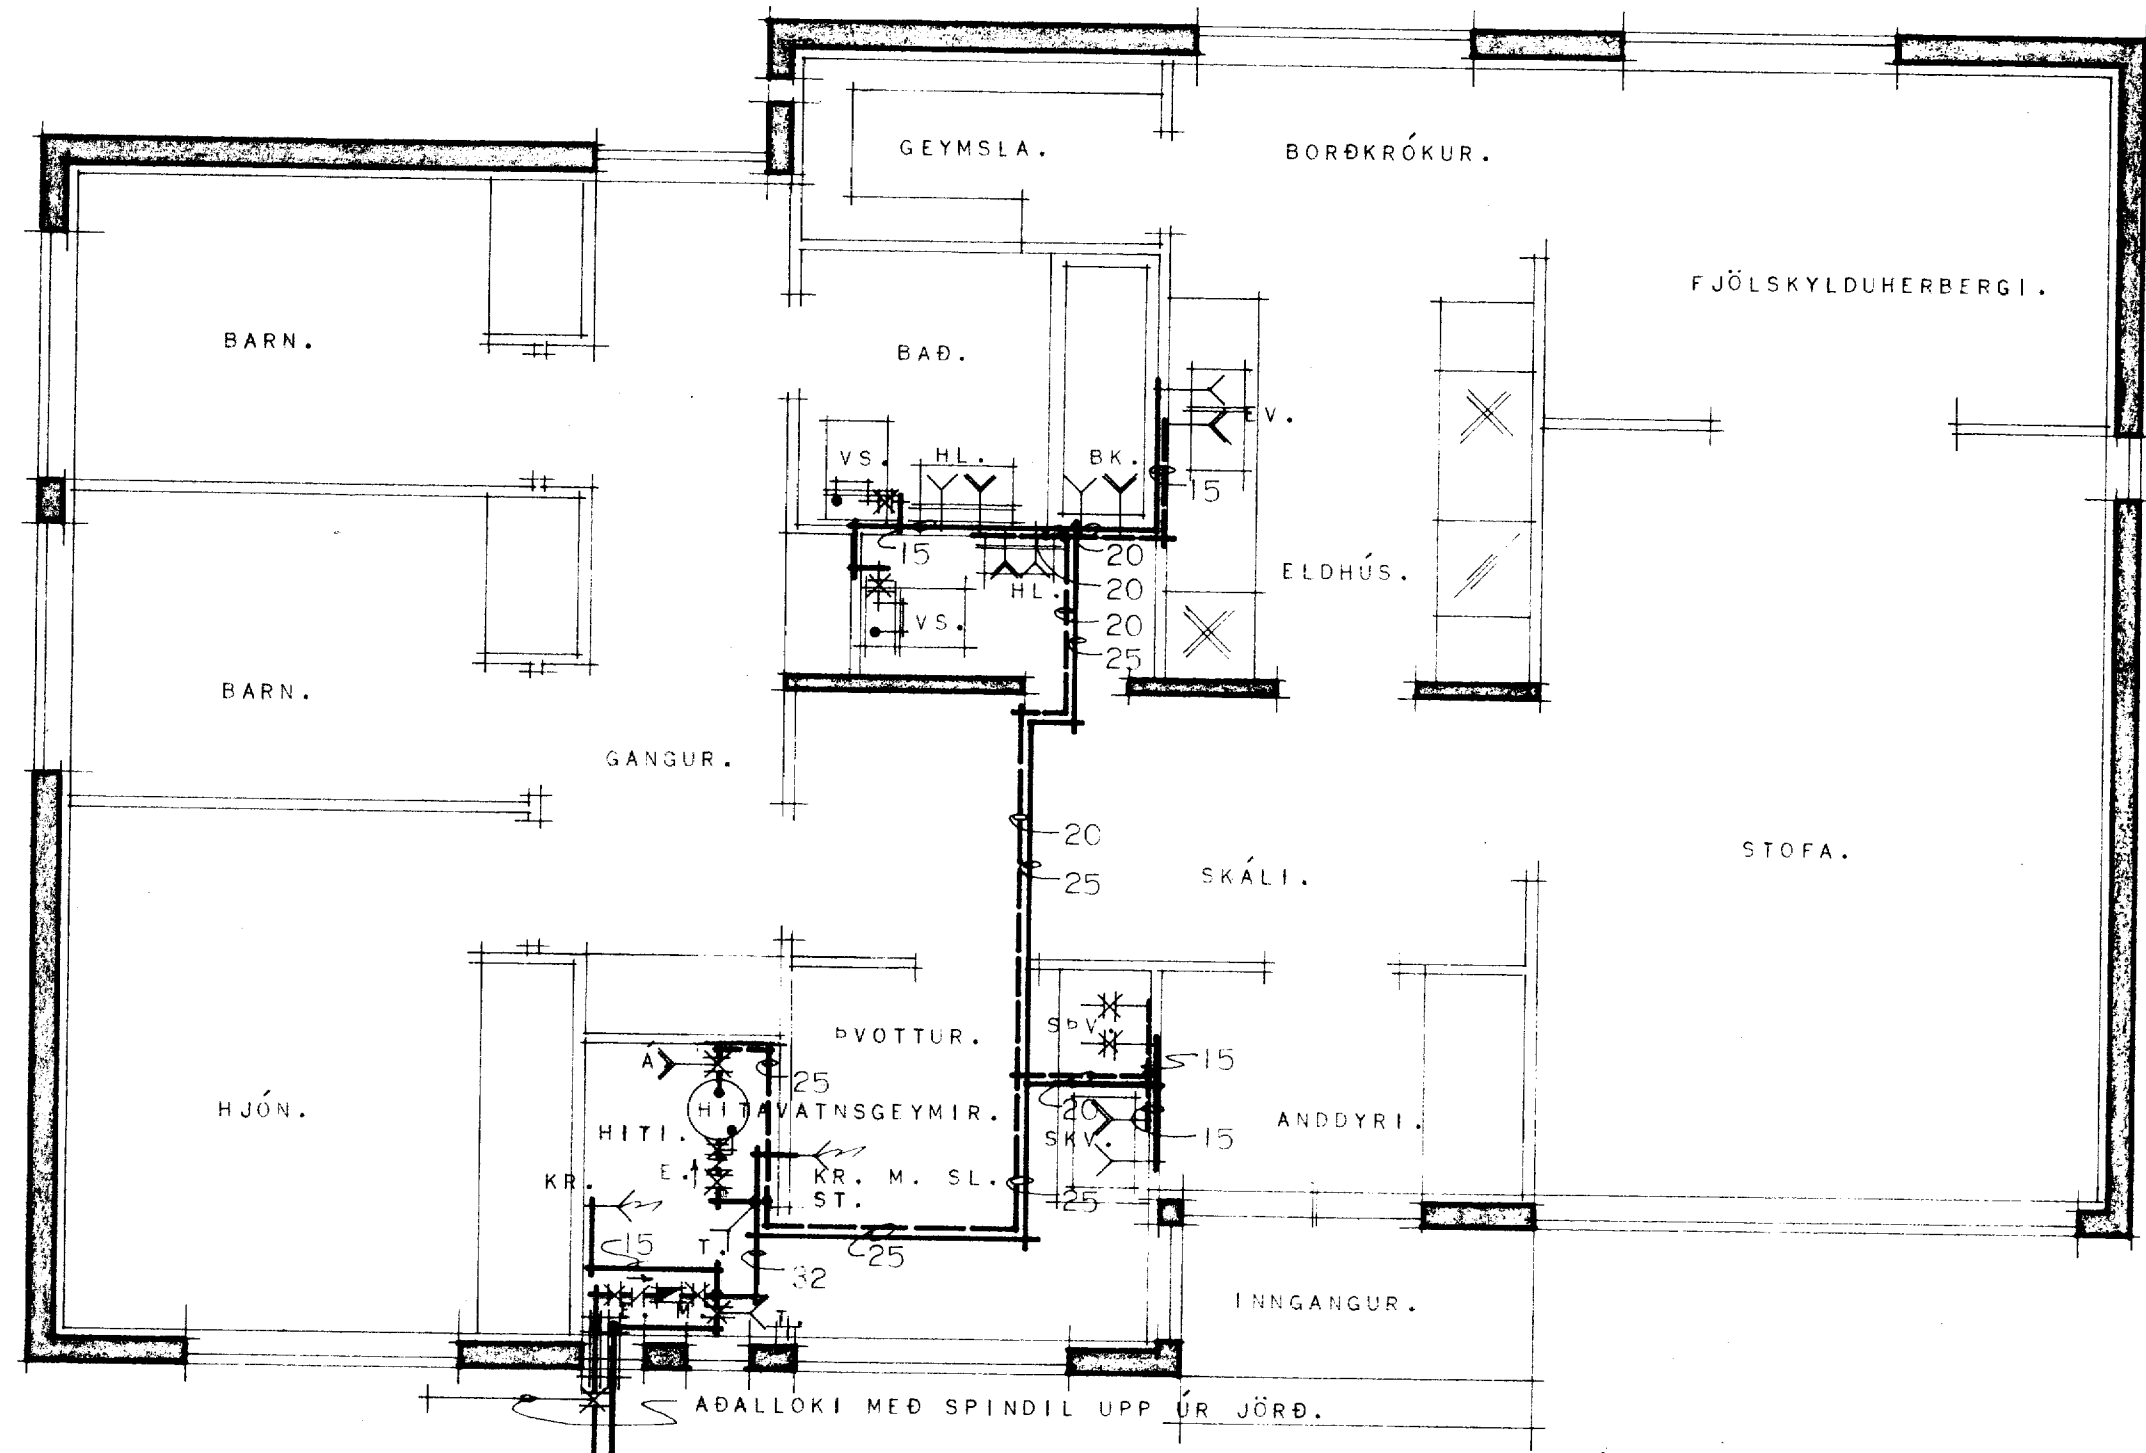 GEYMSLA.
BORÐKRÓKUR.
FJÖLSKYLDUHERBERGI.
BARN.
BAÐ.
EV.
VS.
HL.
BK.
15
15
20
ELDHÚS.
20
HL.
20
VS.
25
BARN.
GANGUR.
20
25
SKÁLI.
STOFA.
ÞVOTTUR.
SÞV.
Á
15
25
HJÓN.
HITAVATNSGEYMIR.
20
HITI.
SKV.
15
ANDDYRI.
E.
KR.
KR. M. SL.
ST.
25
15
T.
25
32
M.
T.
INNGANGUR.
AÐALLOKI MEÐ SPINDIL UPP ÚR JÖRÐ.